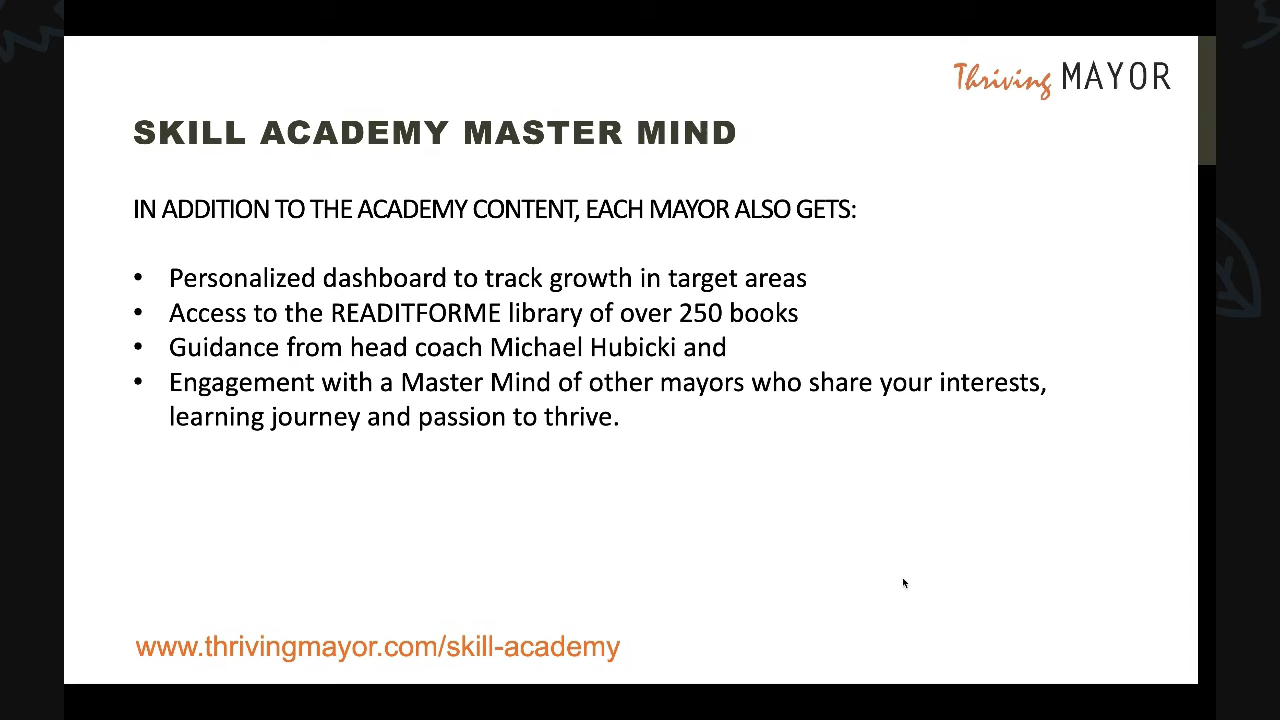 Thriving MAYOR
SKILL ACADEMY MASTER MIND
IN ADDITION TO THE ACADEMY CONTENT, EACH MAYOR ALSO GETS:
• Personalized dashboard to track growth in target areas
• Access to the READITFORME library of over 250 books
• Guidance from head coach Michael Hubicki and
• Engagement with a Master Mind of other mayors who share your interests,
learning journey and passion to thrive.
www.thrivingmayor.com/skill-academy